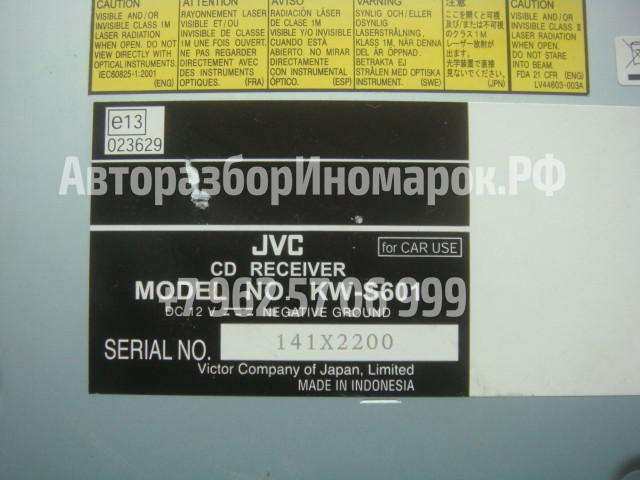 CAUTION
VISIBLE AND/OR
INVISIBLE CLASS 1M
LASER RADIATION
WHEN OPEN. DO NOT
VIEW DIRECTLY WITH
OPTICAL INSTRUMENTS.
IEC60825-1:2001
(ENG)
ATTENTION
RAYONNEMENT LASER
VISIBLE ET/OU
INVISIBLE DE CLASSE
1M UNE FOIS OUVERT.
NE PAS REGARDER
DIRECTEMENT AVEC
DES INSTRUMENTS
OPTIQUES. (FRA)
AVISO
RADIACIÓN LÁSER
DE CLASE 1M
VISIBLE Y/O INVISIBLE
CUANDO ESTÁ
ABIERTO. NO MIRAR
DIRECTAMENTE
CON INSTRUMENTAL
ÓPTICO. (ESP)
VARNING
SYNLIG OCH/ELLER
OSYNLIG
LASERSTRÅLNING,
KLASS 1M, NÄR DENNA
DEL ÄR ÖPPNAD.
BETRAKTA EJ
STRÅLEN MED OPTISKA
INSTRUMENT. (SWE)
注意
ここを開くと可視
及び/または不可視
のクラス1M
レーザー放射が
出ます。
光学装置で直接
見ないでください。
(JPN)
CAUTION
VISIBLE AND/OR
INVISIBLE CLASS II
LASER RADIATION
WHEN OPEN.
DO NOT STARE
INTO BEAM.
FDA 21 CFR (ENG)
LV44603-003A
e13
023629
АвторазборИномарок.РФ
JVC
for CAR USE
CD RECEIVER
MODEL NO. KW-S601
DC 12 V NEGATIVE GROUND
SERIAL NO. 141X2200
Victor Company of Japan, Limited
MADE IN INDONESIA